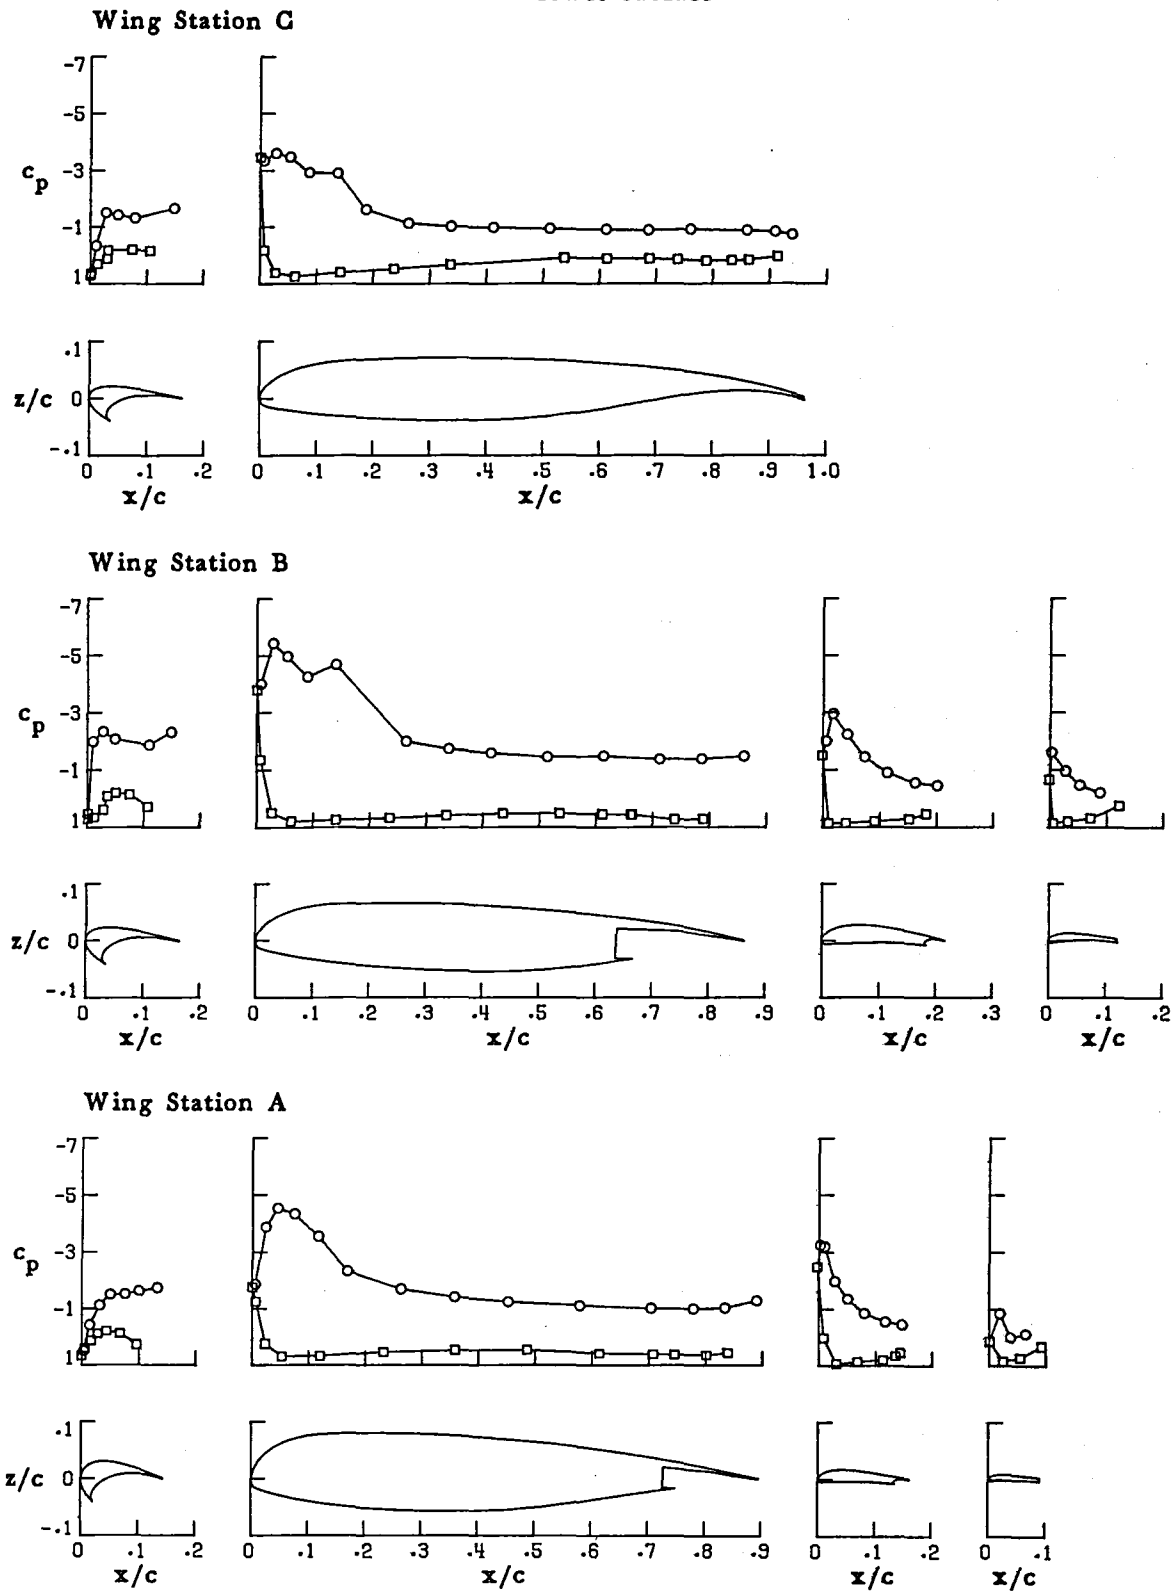 Wing Station C
-7
-5
-3
-1
1
c_p
.1
0
-.1
z/c
0 .1 .2
x/c
0 .1 .2 .3 .4 .5 .6 .7 .8 .9 1.0
x/c
Wing Station B
-7
-5
-3
-1
1
c_p
.1
0
-.1
z/c
0 .1 .2
x/c
0 .1 .2 .3 .4 .5 .6 .7 .8 .9
x/c
0 .1 .2 .3
x/c
0 .1 .2
x/c
Wing Station A
-7
-5
-3
-1
1
c_p
.1
0
-.1
z/c
0 .1 .2
x/c
0 .1 .2 .3 .4 .5 .6 .7 .8 .9
x/c
0 .1 .2
x/c
0 .1
x/c